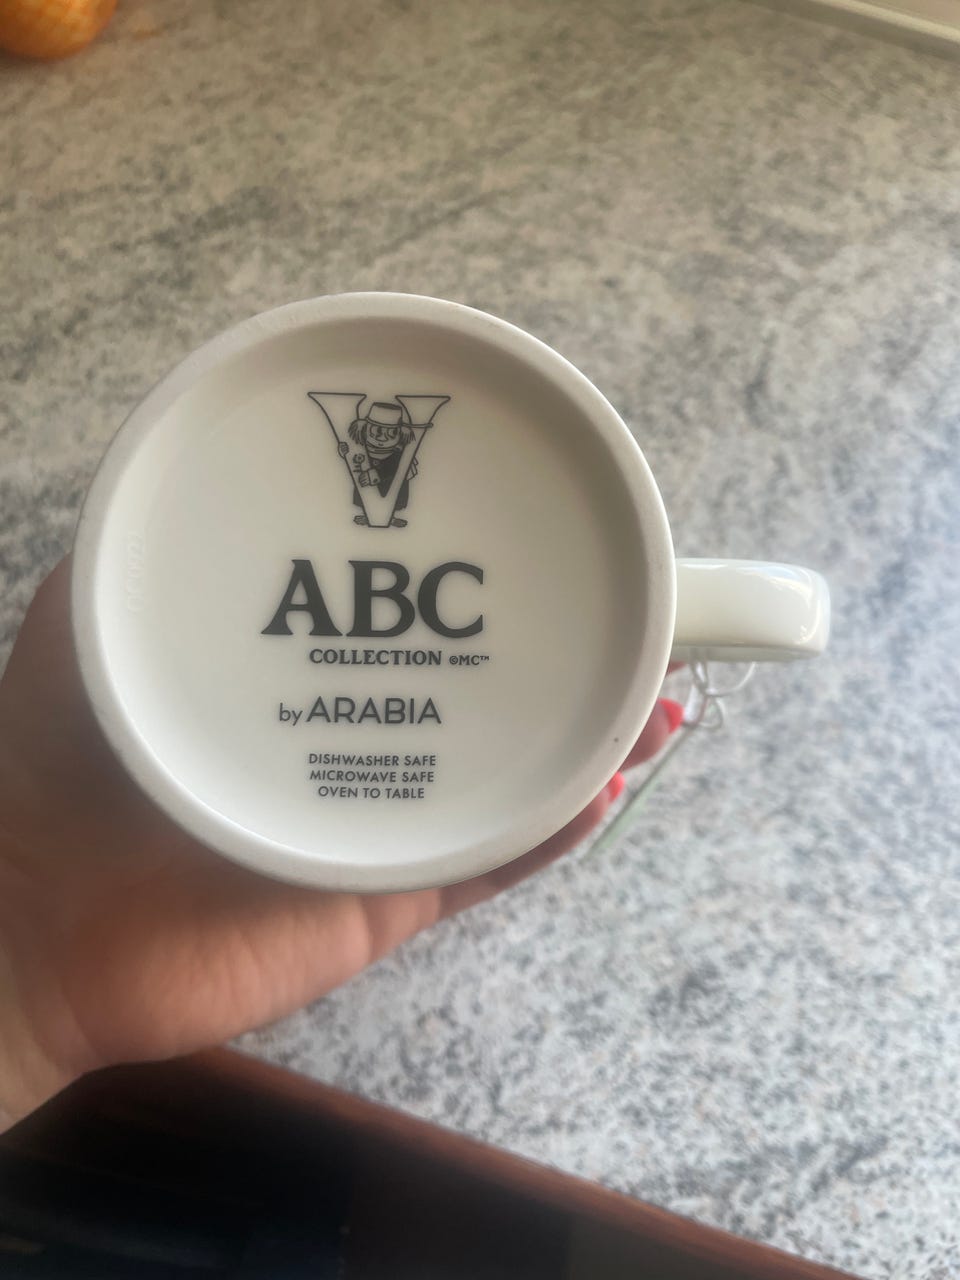 V
ABC
COLLECTION ©MC™
by ARABIA
DISHWASHER SAFE
MICROWAVE SAFE
OVEN TO TABLE